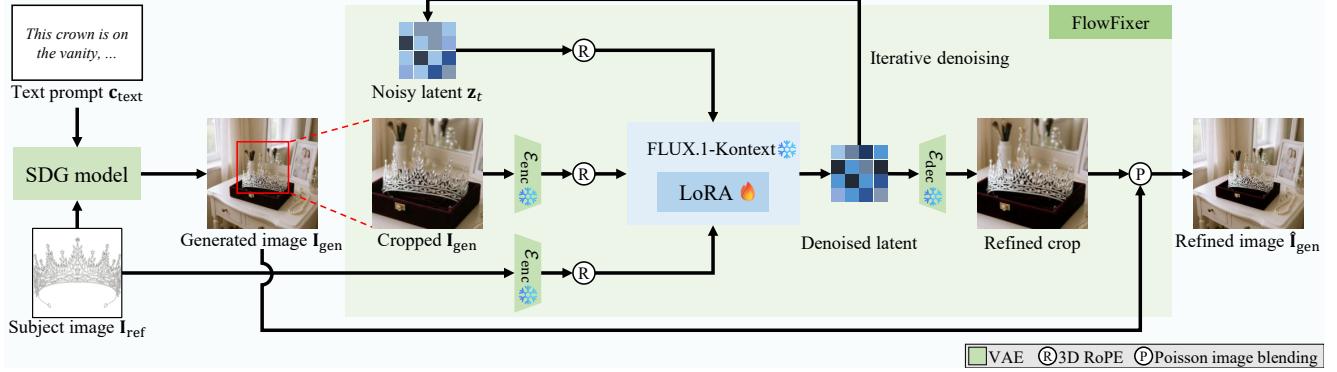 This crown is on
the vanity, ...
Text prompt c_text
SDG model
Subject image I_ref
Generated image I_gen
FlowFixer
Noisy latent z_t
R
Iterative denoising
Cropped I_gen
ℰ_enc
R
FLUX.1-Kontext
LoRA
Denoised latent
ℰ_dec
Refined crop
P
Refined image Î_gen
ℰ_enc
R
VAE R 3D RoPE P Poisson image blending